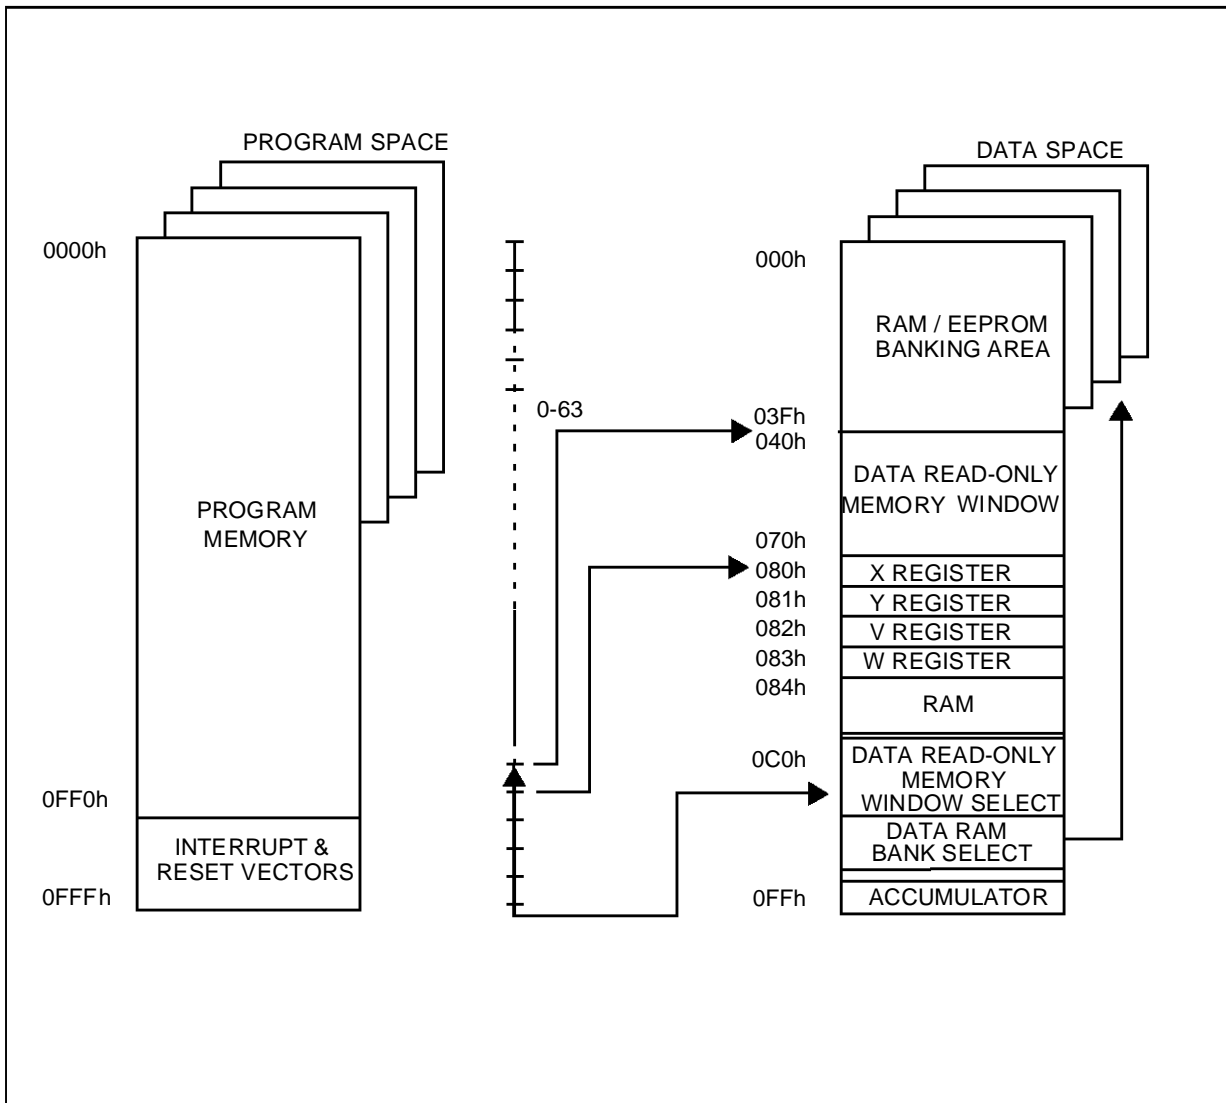 PROGRAM SPACE
0000h
PROGRAM
MEMORY
0FF0h
INTERRUPT &
RESET VECTORS
0FFFh
0-63
DATA SPACE
000h
RAM / EEPROM
BANKING AREA
03Fh
040h
DATA READ-ONLY
MEMORY WINDOW
070h
080h
X REGISTER
081h
Y REGISTER
082h
V REGISTER
083h
W REGISTER
084h
RAM
0C0h
DATA READ-ONLY
MEMORY
WINDOW SELECT
DATA RAM
BANK SELECT
0FFh
ACCUMULATOR